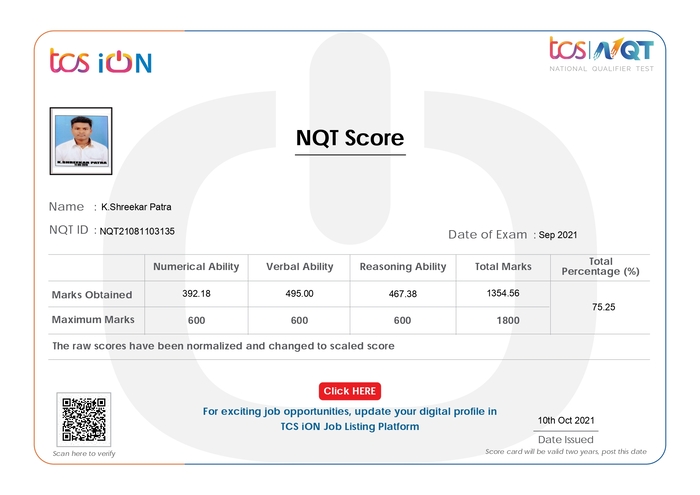 tcs iON
tcs NQT
NATIONAL QUALIFIER TEST
K.SHREEKAR PATRA
NQT Score
Name : K.Shreekar Patra
NQT ID : NQT21081103135
Date of Exam : Sep 2021
Numerical Ability Verbal Ability Reasoning Ability Total Marks Total Percentage (%)
Marks Obtained 392.18 495.00 467.38 1354.56 75.25
Maximum Marks 600 600 600 1800
The raw scores have been normalized and changed to scaled score
Click HERE
For exciting job opportunities, update your digital profile in
TCS iON Job Listing Platform
10th Oct 2021
Date Issued
Scan here to verify
Score card will be valid two years, post this date